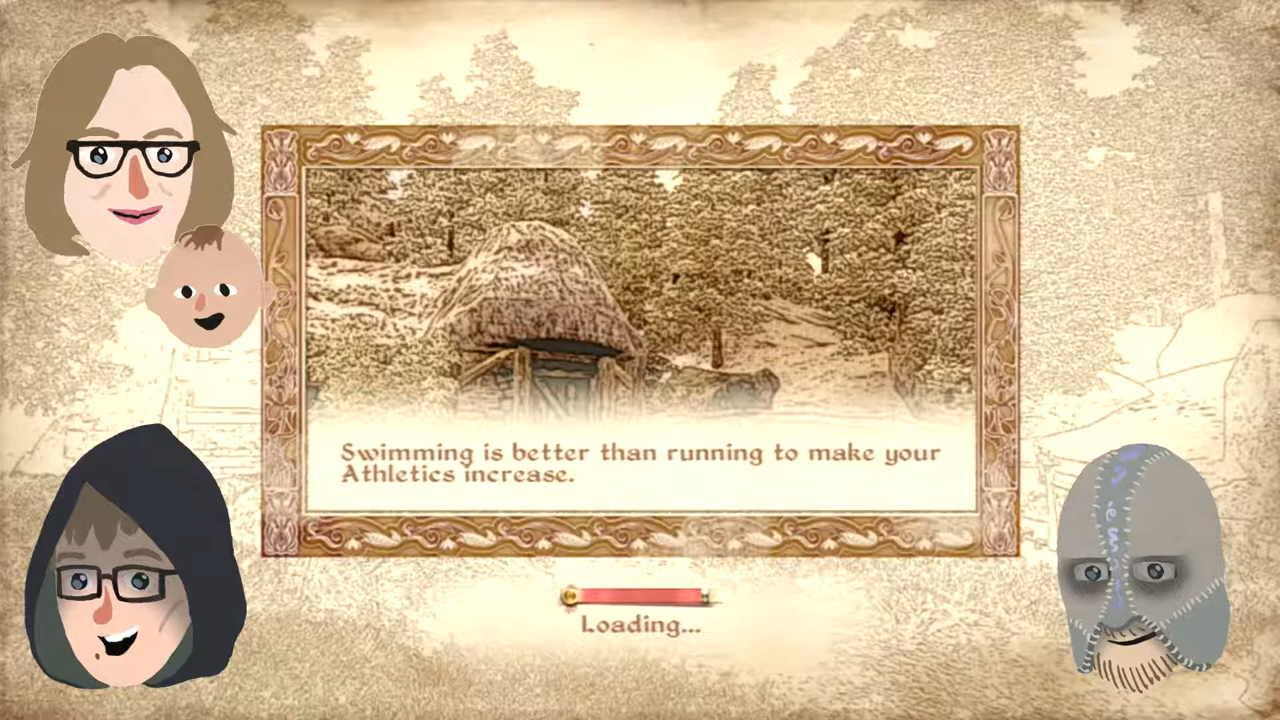 Swimming is better than running to make your
Athletics increase.
Loading...